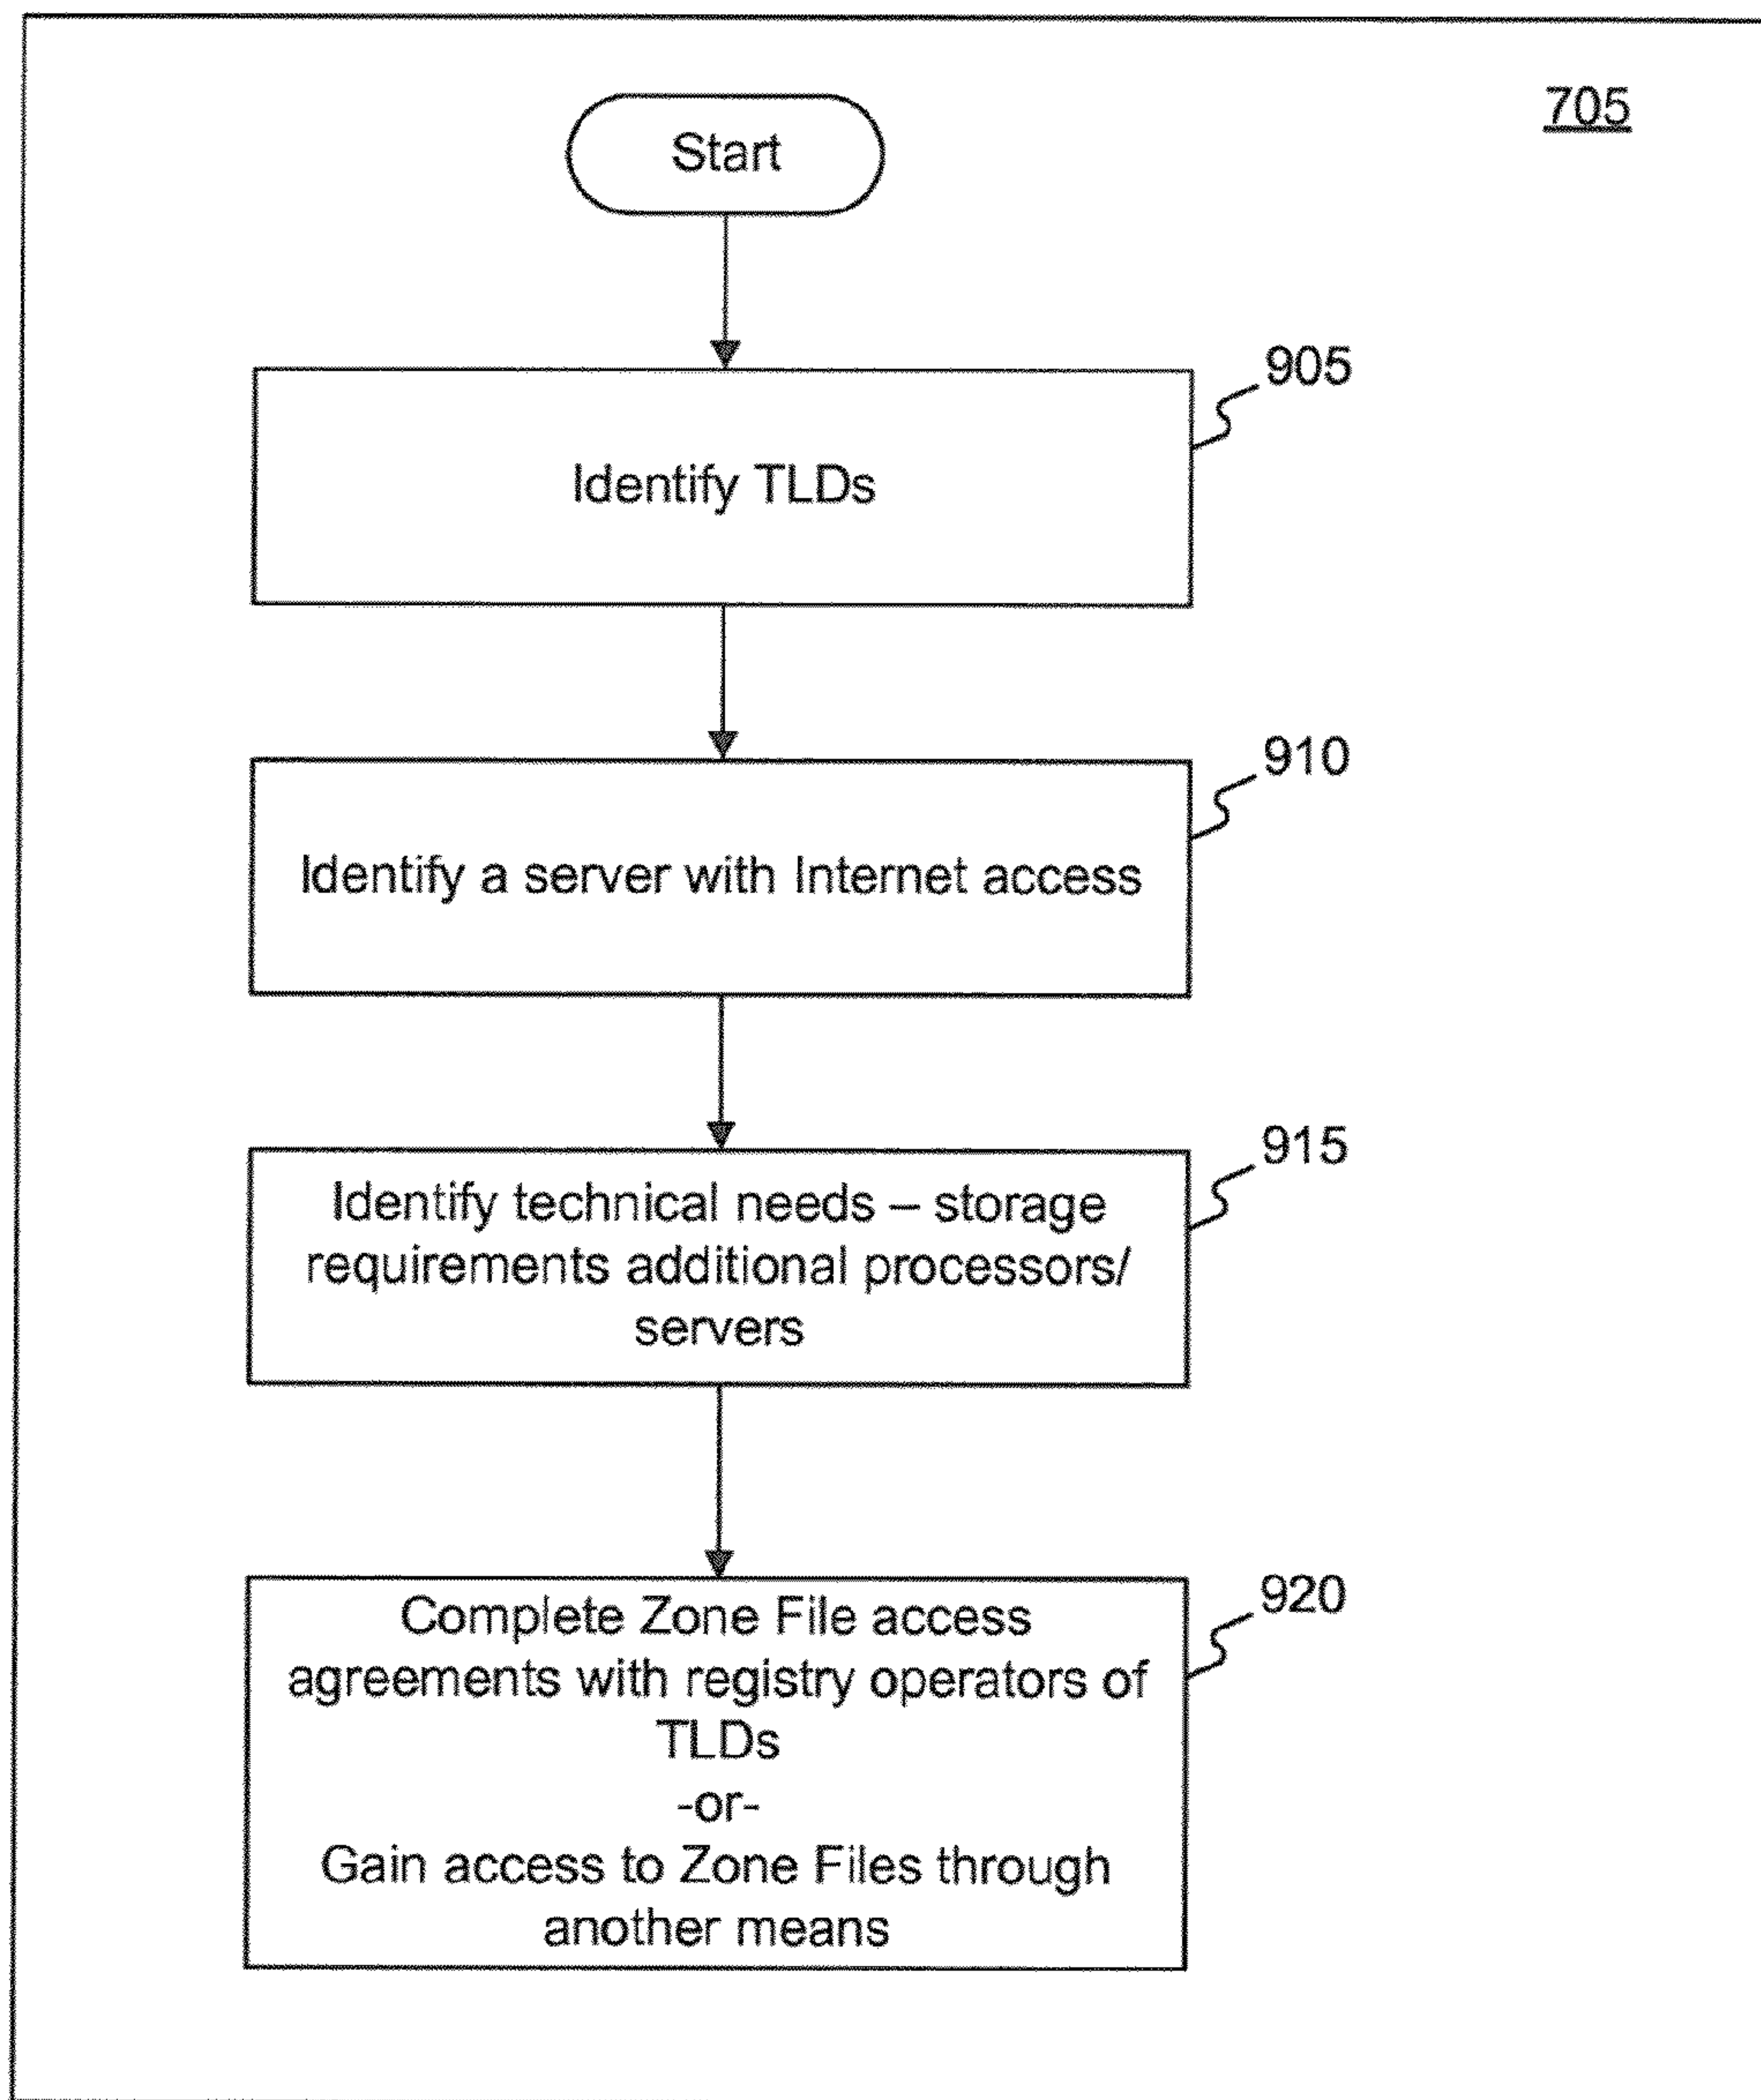 705
Start
905
Identify TLDs
910
Identify a server with Internet access
915
Identify technical needs – storage
requirements additional processors/
servers
920
Complete Zone File access
agreements with registry operators of
TLDs
-or-
Gain access to Zone Files through
another means